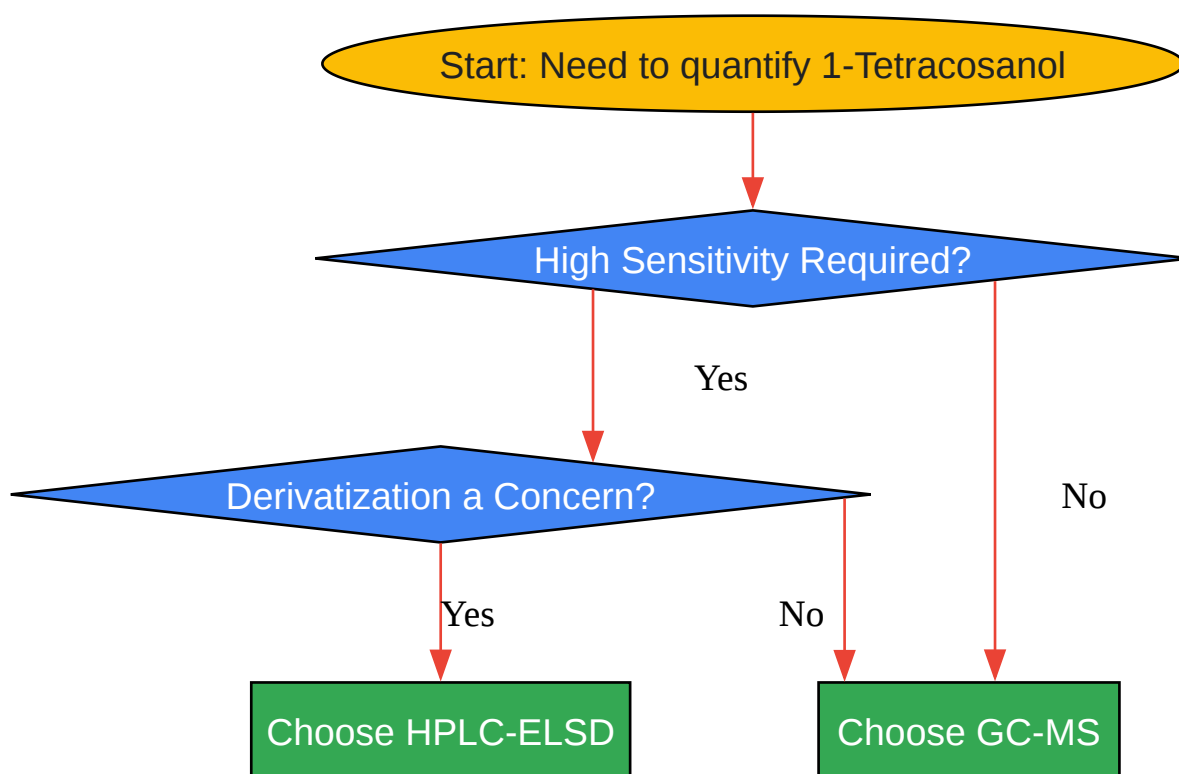 Start: Need to quantify 1-Tetracosanol
High Sensitivity Required?
Yes
Derivatization a Concern?
No
Yes
No
Choose HPLC-ELSD
Choose GC-MS